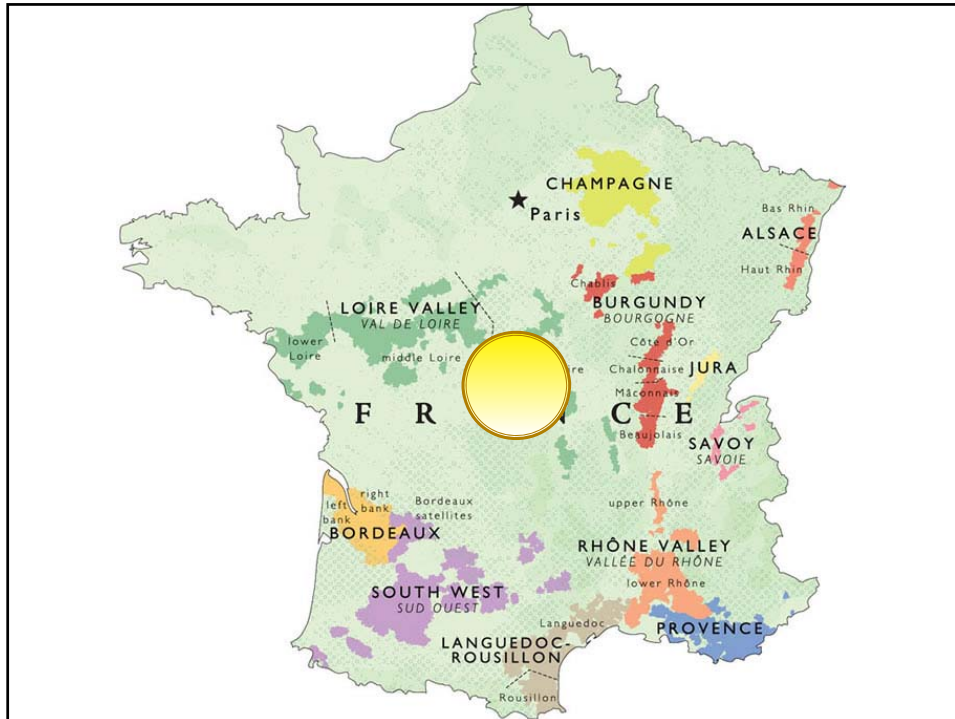 CHAMPAGNE
Paris
Bas Rhin
ALSACE
Haut Rhin
Chablis
BURGUNDY
BOURGOGNE
LOIRE VALLEY
VAL DE LOIRE
lower
Loire
middle Loire
Côte d'Or
Chalonnaise
JURA
Mâconnais
F R N C E
Beaujolais
SAVOY
SAVOIE
left
bank
right
bank
Bordeaux
satellites
BORDEAUX
upper Rhône
RHÔNE VALLEY
VALLÉE DU RHÔNE
lower Rhône
SOUTH WEST
SUD OUEST
Languedoc
PROVENCE
LANGUEDOC-
ROUSILLON
Rousillon